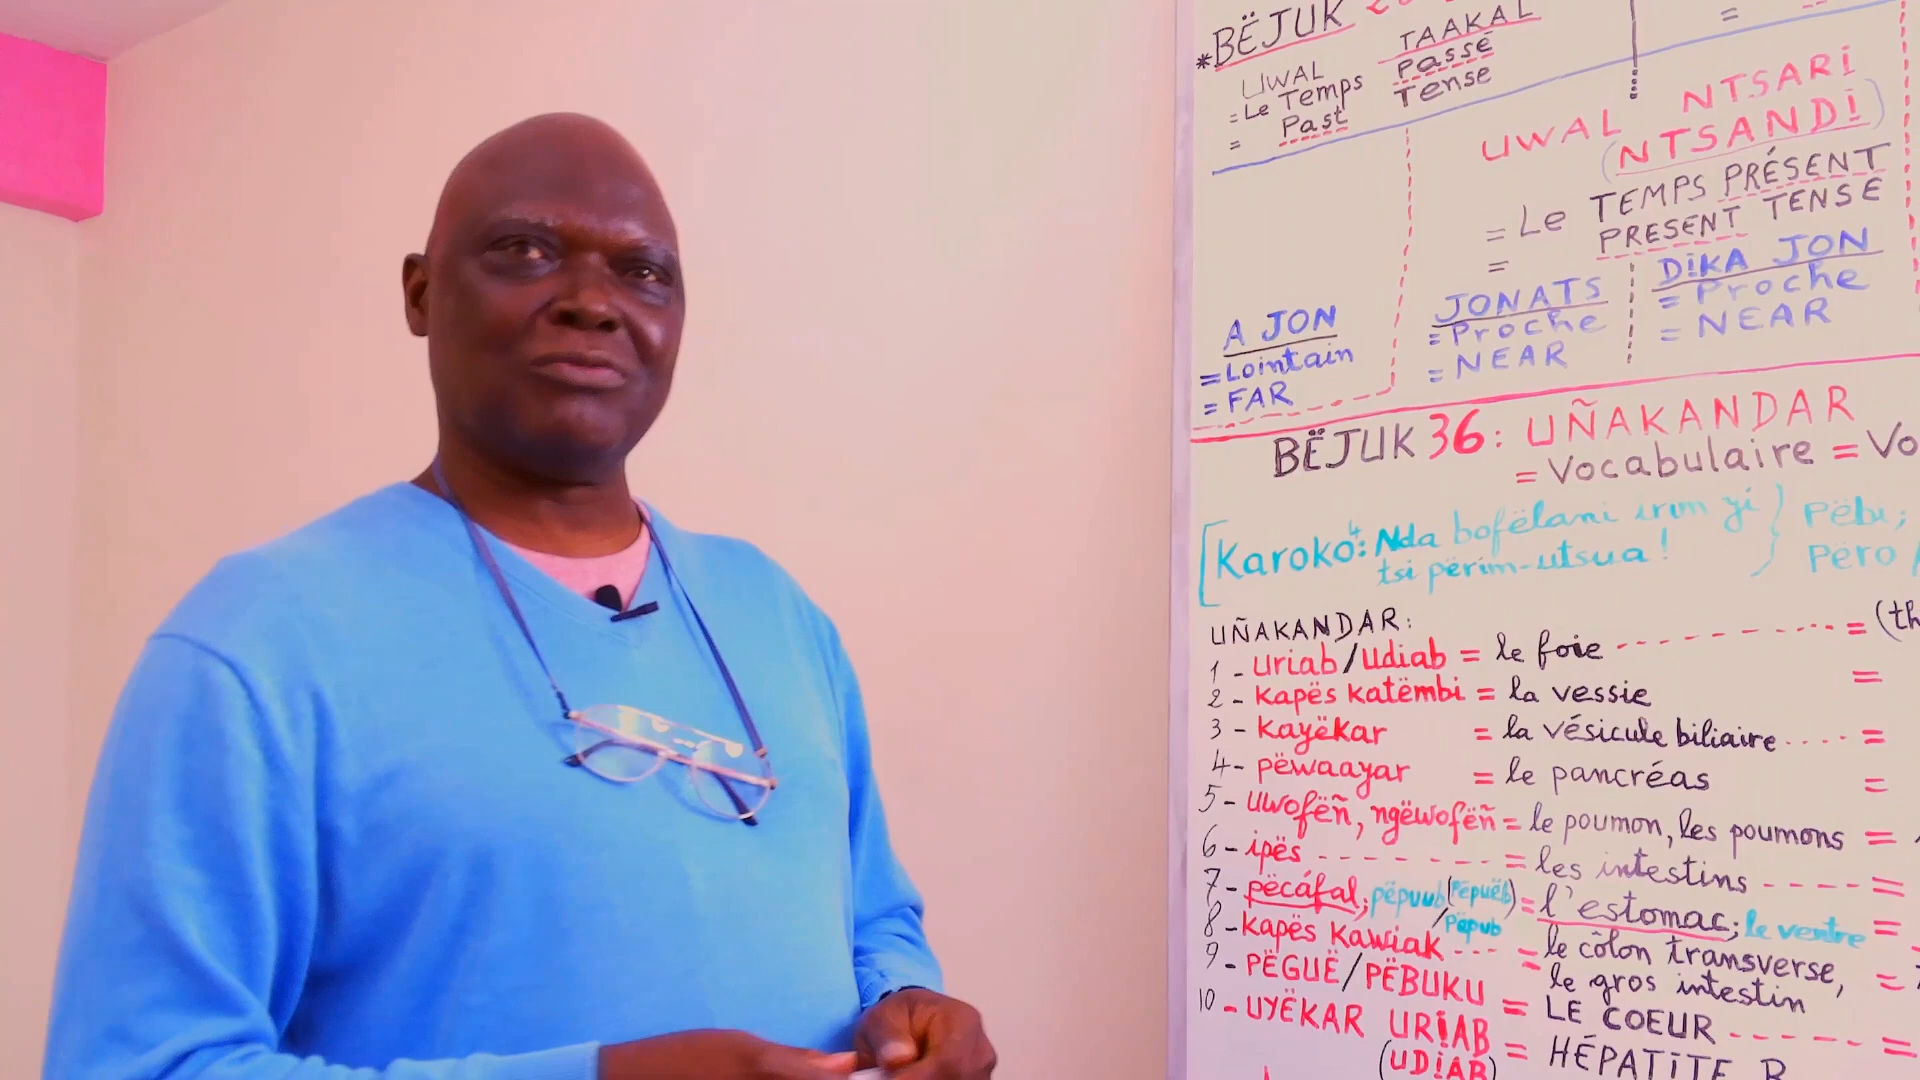 *BËJUK
UWAL TAAKAL
= Le Temps Passé
= Past Tense
UWAL NTSARI
(NTSANDI)
= Le TEMPS PRÉSENT
= PRESENT TENSE
A JON
= Lointain
= FAR
JONATS
= Proche
= NEAR
DIKA JON
= Proche
= NEAR
BËJUK 36: UÑAKANDAR
= Vocabulaire = Vo
[Karoko: Nda bofëlani irim yi } Pëbi;
tsi përim-utsua! } Përo
UÑAKANDAR:
1 - uriab/udiab = le foie -------- = (th
2 - kapës katëmbi = la vessie =
3 - kayëkar = la vésicule biliaire .... =
4 - pëwaayar = le pancréas =
5 - uwofëñ, ngëwofëñ = le poumon, les poumons =
6 - ipës -------- = les intestins ---- =
7 - pëcáfal; pëpuub (Pëpuëb) / Pëpub = l'estomac; le ventre =
8 - kapës kawiak --- = le côlon transverse,
= le gros intestin =
9 - PËGUË/PËBUKU = LE COEUR ------ =
10 - UYËKAR URIAB = HÉPATITE B
(UDIAB)